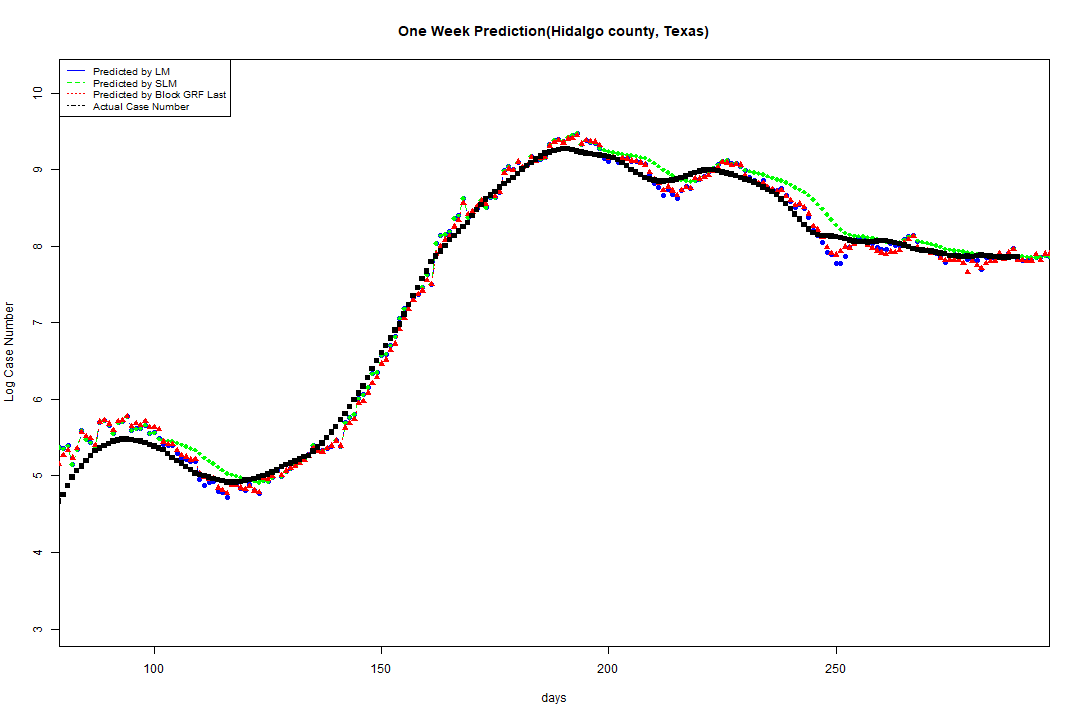 One Week Prediction(Hidalgo county, Texas)
Predicted by LM
Predicted by SLM
Predicted by Block GRF Last
Actual Case Number
10
9
8
7
6
5
4
3
Log Case Number
100 150 200 250
days